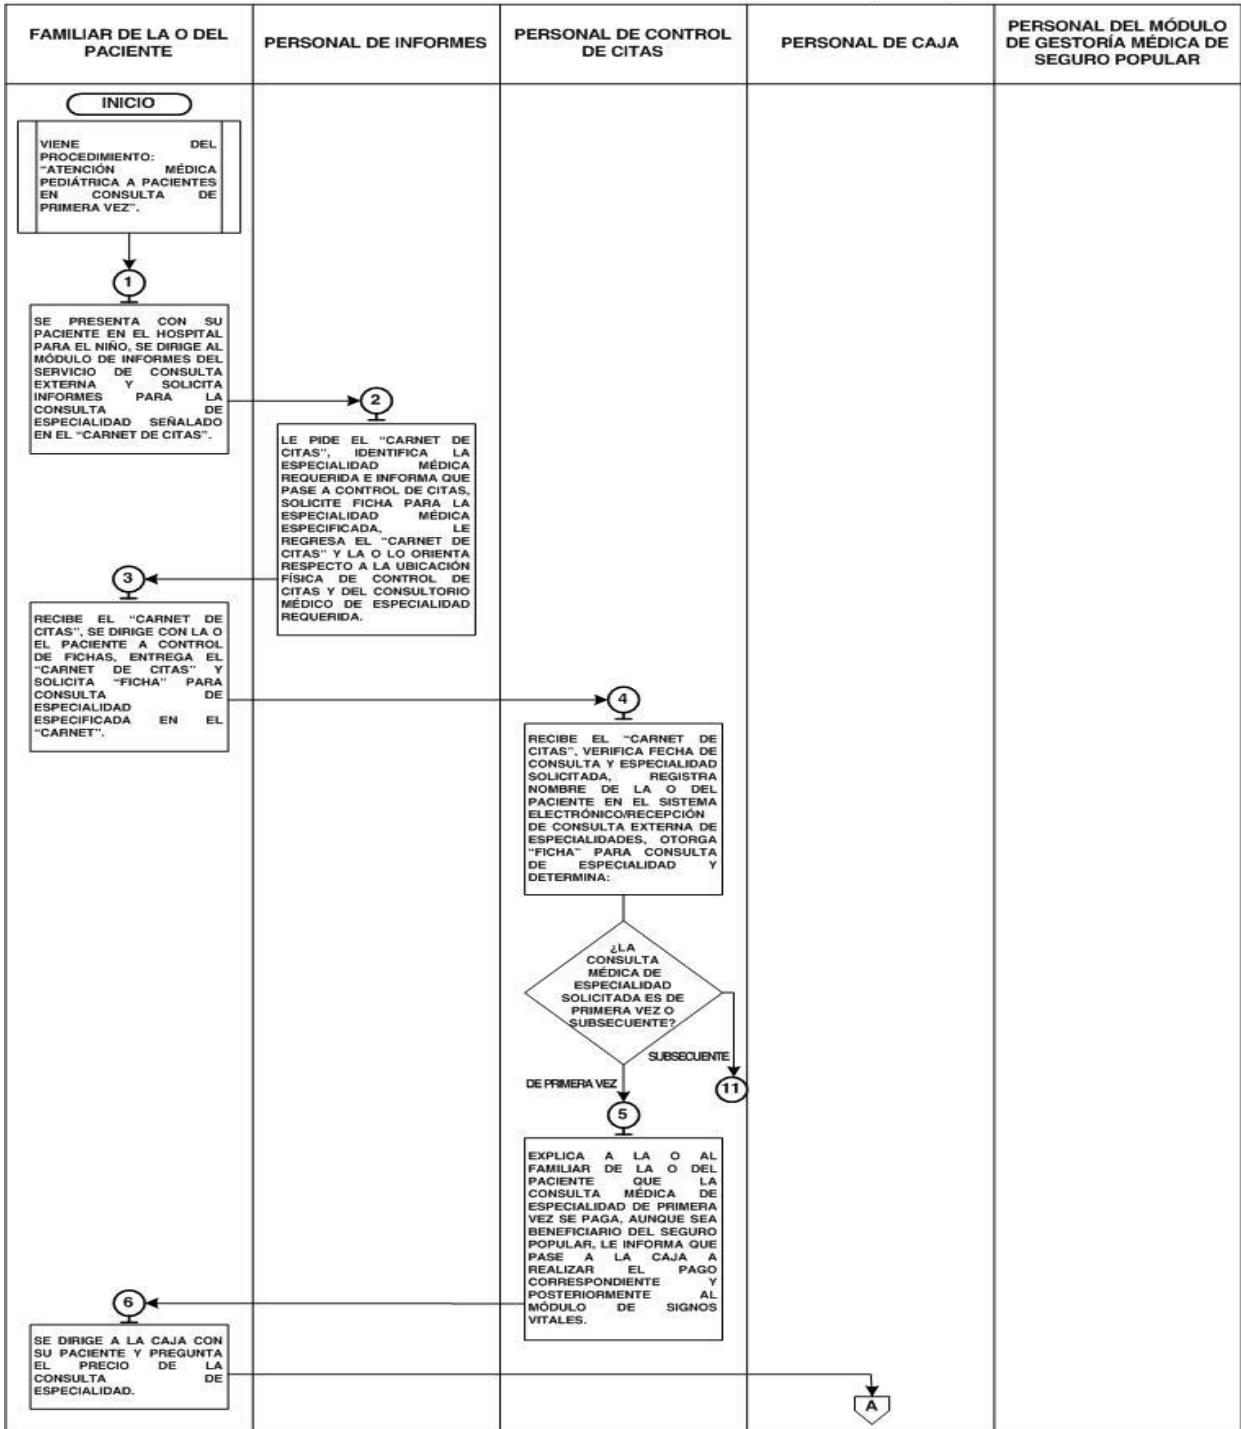 FAMILIAR DE LA O DEL
PACIENTE
PERSONAL DE INFORMES
PERSONAL DE CONTROL
DE CITAS
PERSONAL DE CAJA
PERSONAL DEL MÓDULO
DE GESTORÍA MÉDICA DE
SEGURO POPULAR
INICIO
VIENE DEL
PROCEDIMIENTO:
“ATENCIÓN MÉDICA
PEDIÁTRICA A PACIENTES
EN CONSULTA DE
PRIMERA VEZ”.
1
SE PRESENTA CON SU
PACIENTE EN EL HOSPITAL
PARA EL NIÑO, SE DIRIGE AL
MÓDULO DE INFORMES DEL
SERVICIO DE CONSULTA
EXTERNA Y SOLICITA
INFORMES PARA LA
CONSULTA DE
ESPECIALIDAD SEÑALADO
EN EL “CARNET DE CITAS”.
2
LE PIDE EL “CARNET DE
CITAS”, IDENTIFICA LA
ESPECIALIDAD MÉDICA
REQUERIDA E INFORMA QUE
PASE A CONTROL DE CITAS,
SOLICITE FICHA PARA LA
ESPECIALIDAD MÉDICA
ESPECIFICADA, LE
REGRESA EL “CARNET DE
CITAS” Y LA O LO ORIENTA
RESPECTO A LA UBICACIÓN
FÍSICA DE CONTROL DE
CITAS Y DEL CONSULTORIO
MÉDICO DE ESPECIALIDAD
REQUERIDA.
3
RECIBE EL “CARNET DE
CITAS”, SE DIRIGE CON LA O
EL PACIENTE A CONTROL
DE FICHAS, ENTREGA EL
“CARNET DE CITAS” Y
SOLICITA “FICHA” PARA
CONSULTA DE
ESPECIALIDAD
ESPECIFICADA EN EL
“CARNET”.
4
RECIBE EL “CARNET DE
CITAS”, VERIFICA FECHA DE
CONSULTA Y ESPECIALIDAD
SOLICITADA, REGISTRA
NOMBRE DE LA O DEL
PACIENTE EN EL SISTEMA
ELECTRÓNICO/RECEPCIÓN
DE CONSULTA EXTERNA DE
ESPECIALIDADES, OTORGA
“FICHA” PARA CONSULTA
DE ESPECIALIDAD Y
DETERMINA:
¿LA
CONSULTA
MÉDICA DE
ESPECIALIDAD
SOLICITADA ES DE
PRIMERA VEZ O
SUBSECUENTE?
SUBSECUENTE
11
DE PRIMERA VEZ
5
EXPLICA A LA O AL
FAMILIAR DE LA O DEL
PACIENTE QUE LA
CONSULTA MÉDICA DE
ESPECIALIDAD DE PRIMERA
VEZ SE PAGA, AUNQUE SEA
BENEFICIARIO DEL SEGURO
POPULAR, LE INFORMA QUE
PASE A LA CAJA A
REALIZAR EL PAGO
CORRESPONDIENTE Y
POSTERIORMENTE AL
MÓDULO DE SIGNOS
VITALES.
6
SE DIRIGE A LA CAJA CON
SU PACIENTE Y PREGUNTA
EL PRECIO DE LA
CONSULTA DE
ESPECIALIDAD.
A